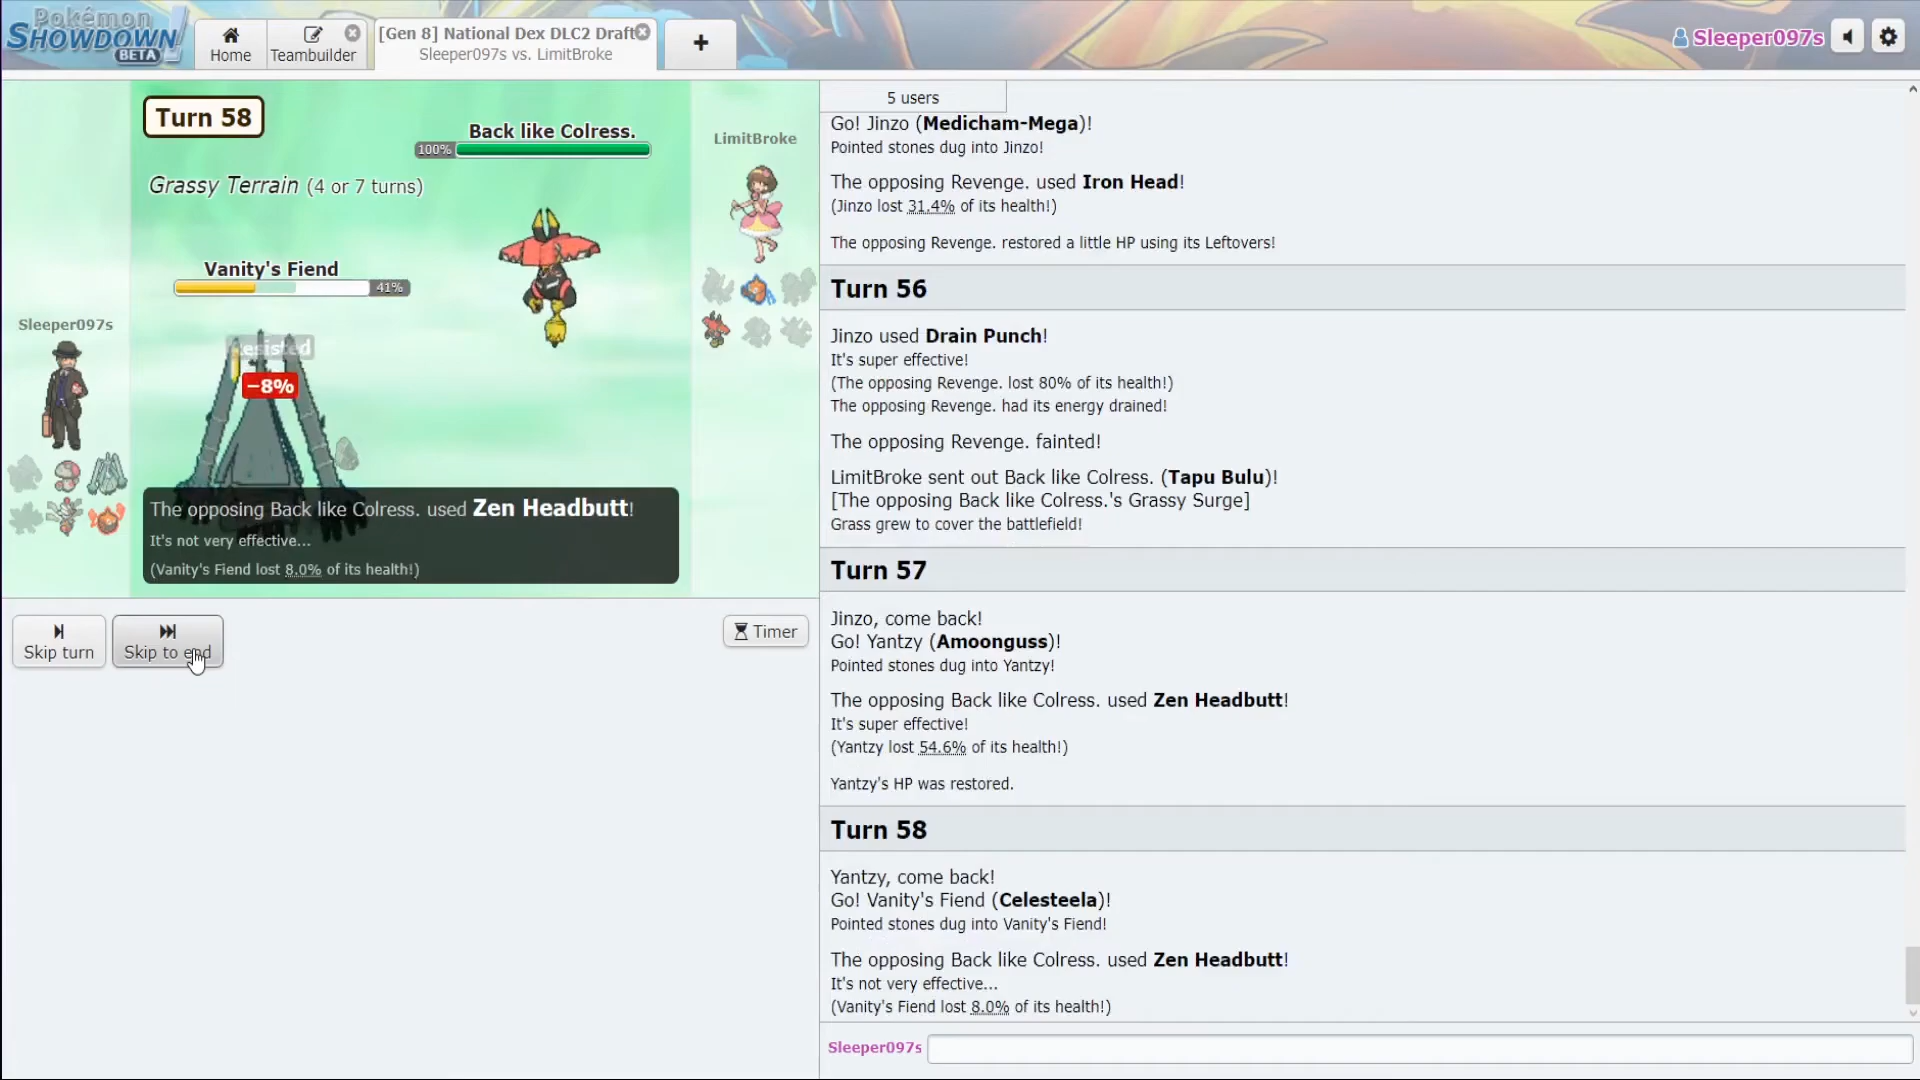 Pokémon
SHOWDOWN!
BETA
Home
Teambuilder
[Gen 8] National Dex DLC2 Draft
Sleeper097s vs. LimitBroke
+
Sleeper097s
Turn 58
Back like Colress.
100%
Grassy Terrain (4 or 7 turns)
Vanity's Fiend
41%
LimitBroke
Sleeper097s
Resisted
−8%
The opposing Back like Colress. used Zen Headbutt!
It's not very effective...
(Vanity's Fiend lost 8.0% of its health!)
Skip turn
Skip to end
Timer
5 users
Go! Jinzo (Medicham-Mega)!
Pointed stones dug into Jinzo!
The opposing Revenge. used Iron Head!
(Jinzo lost 31.4% of its health!)
The opposing Revenge. restored a little HP using its Leftovers!
Turn 56
Jinzo used Drain Punch!
It's super effective!
(The opposing Revenge. lost 80% of its health!)
The opposing Revenge. had its energy drained!
The opposing Revenge. fainted!
LimitBroke sent out Back like Colress. (Tapu Bulu)!
[The opposing Back like Colress.'s Grassy Surge]
Grass grew to cover the battlefield!
Turn 57
Jinzo, come back!
Go! Yantzy (Amoonguss)!
Pointed stones dug into Yantzy!
The opposing Back like Colress. used Zen Headbutt!
It's super effective!
(Yantzy lost 54.6% of its health!)
Yantzy's HP was restored.
Turn 58
Yantzy, come back!
Go! Vanity's Fiend (Celesteela)!
Pointed stones dug into Vanity's Fiend!
The opposing Back like Colress. used Zen Headbutt!
It's not very effective...
(Vanity's Fiend lost 8.0% of its health!)
Sleeper097s